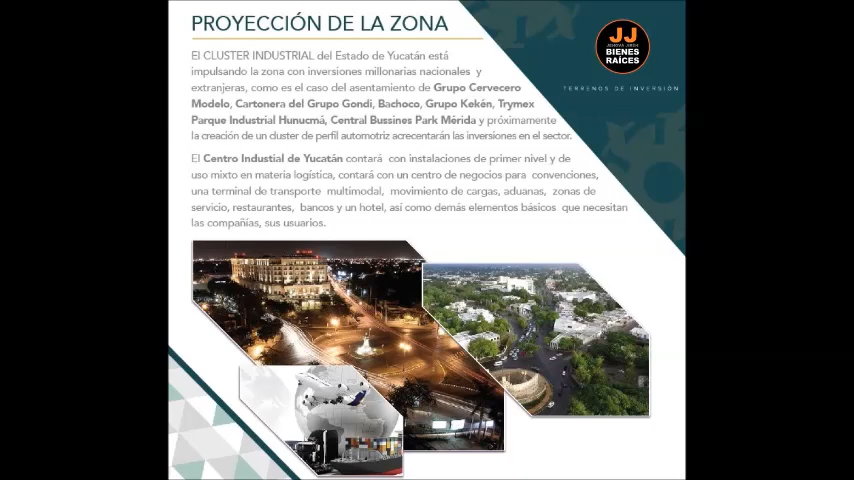 PROYECCIÓN DE LA ZONA
El CLUSTER INDUSTRIAL del Estado de Yucatán está
impulsando la zona con inversiones millonarias nacionales y
extranjeras, como es el caso del asentamiento de Grupo Cervecero
Modelo, Cartonera del Grupo Gondi, Bachoco, Grupo Kekén, Trymex
Parque Industrial Hunucmá, Central Bussines Park Mérida y próximamente
la creación de un cluster de perfil automotriz acrecentarán las inversiones en el sector.
El Centro Industial de Yucatán contará con instalaciones de primer nivel y de
uso mixto en materia logística, contará con un centro de negocios para convenciones,
una terminal de transporte multimodal, movimiento de cargas, aduanas, zonas de
servicio, restaurantes, bancos y un hotel, así como demás elementos básicos que necesitan
las compañías, sus usuarios.
JJ
JEHOVÁ JIREH
BIENES
RAÍCES
TERRENOS DE INVERSIÓN